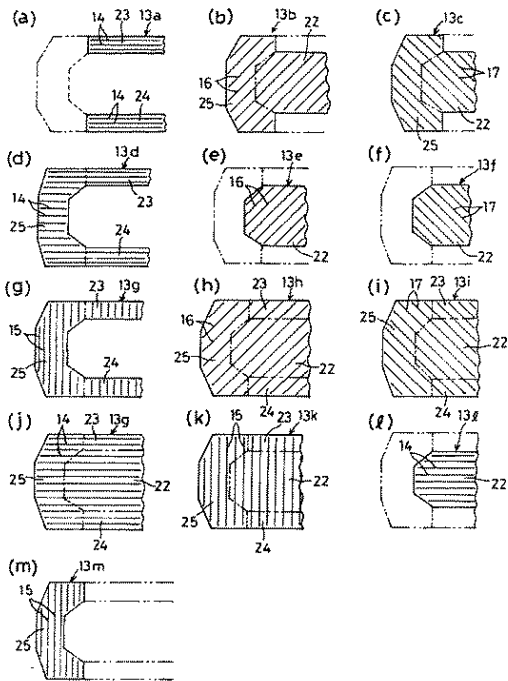 (a) 14 23 13a
14 24
(b) 13b 22
16
25
(c) 13c
17
25 22
(d) 13d
14 23
25 24
(e) 16 13e
22
(f) 13f
17
22
(g) 23 13g
15
25 24
(h) 23 13h
16
25 22
24
(i) 17 23 13i
25
22
24
(j) 14 23 13g
25 22
24
(k) 15 23 13k
22
25
24
(ℓ) 13ℓ
14
22
(m) 13m
15
25